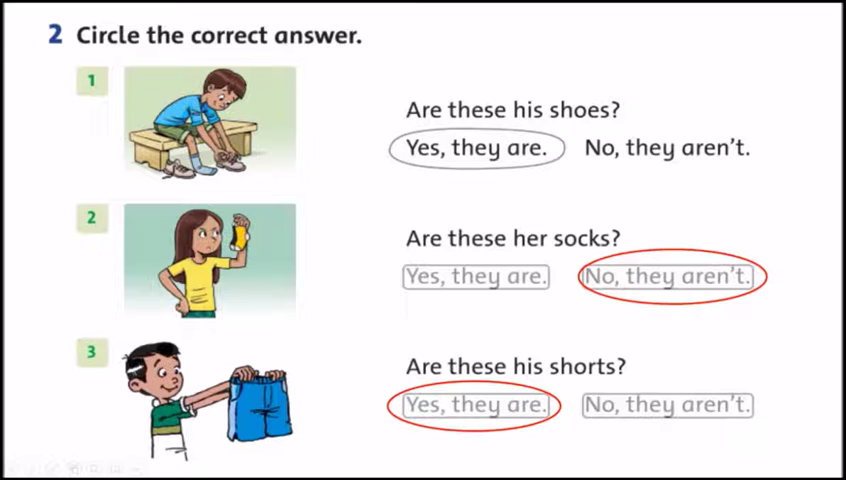 2 Circle the correct answer.
1
Are these his shoes?
Yes, they are. No, they aren't.
2
Are these her socks?
Yes, they are. No, they aren't.
3
Are these his shorts?
Yes, they are. No, they aren't.